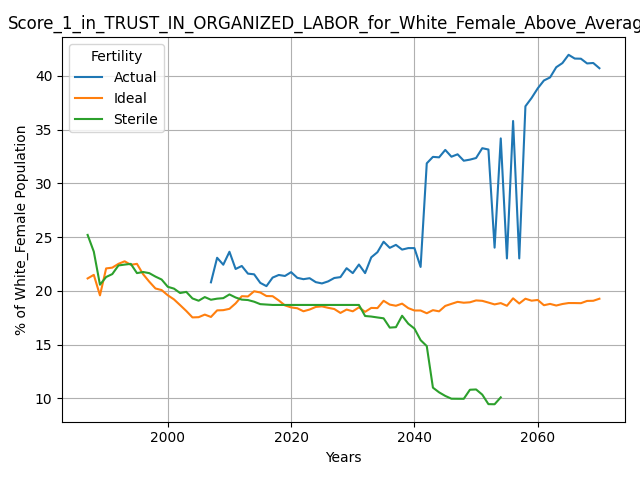 Score_1_in_TRUST_IN_ORGANIZED_LABOR_for_White_Female_Above_Averag
Fertility
Actual
Ideal
Sterile
% of White_Female Population
40
35
30
25
20
15
10
2000
2020
2040
2060
Years